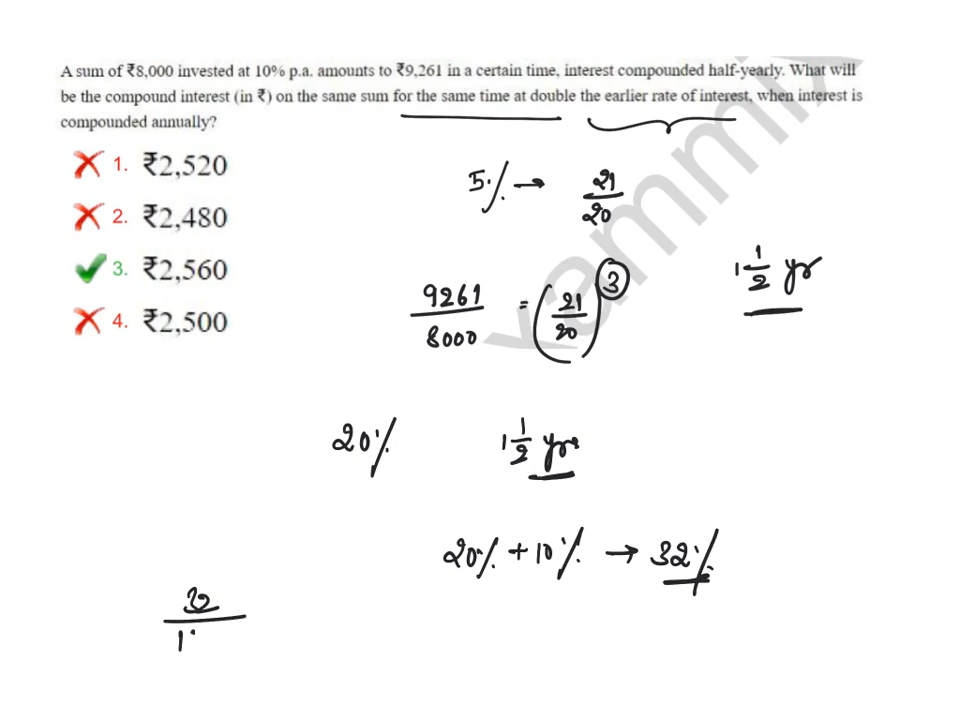 A sum of ₹8,000 invested at 10% p.a. amounts to ₹9,261 in a certain time, interest compounded half-yearly. What will
be the compound interest (in ₹) on the same sum for the same time at double the earlier rate of interest, when interest is
compounded annually?
1. ₹2,520
2. ₹2,480
3. ₹2,560
4. ₹2,500
5% → 21/20
9261/8000 = (21/20)³
1 1/2 yr
20% 1 1/2 yrs
20% + 10% → 32%